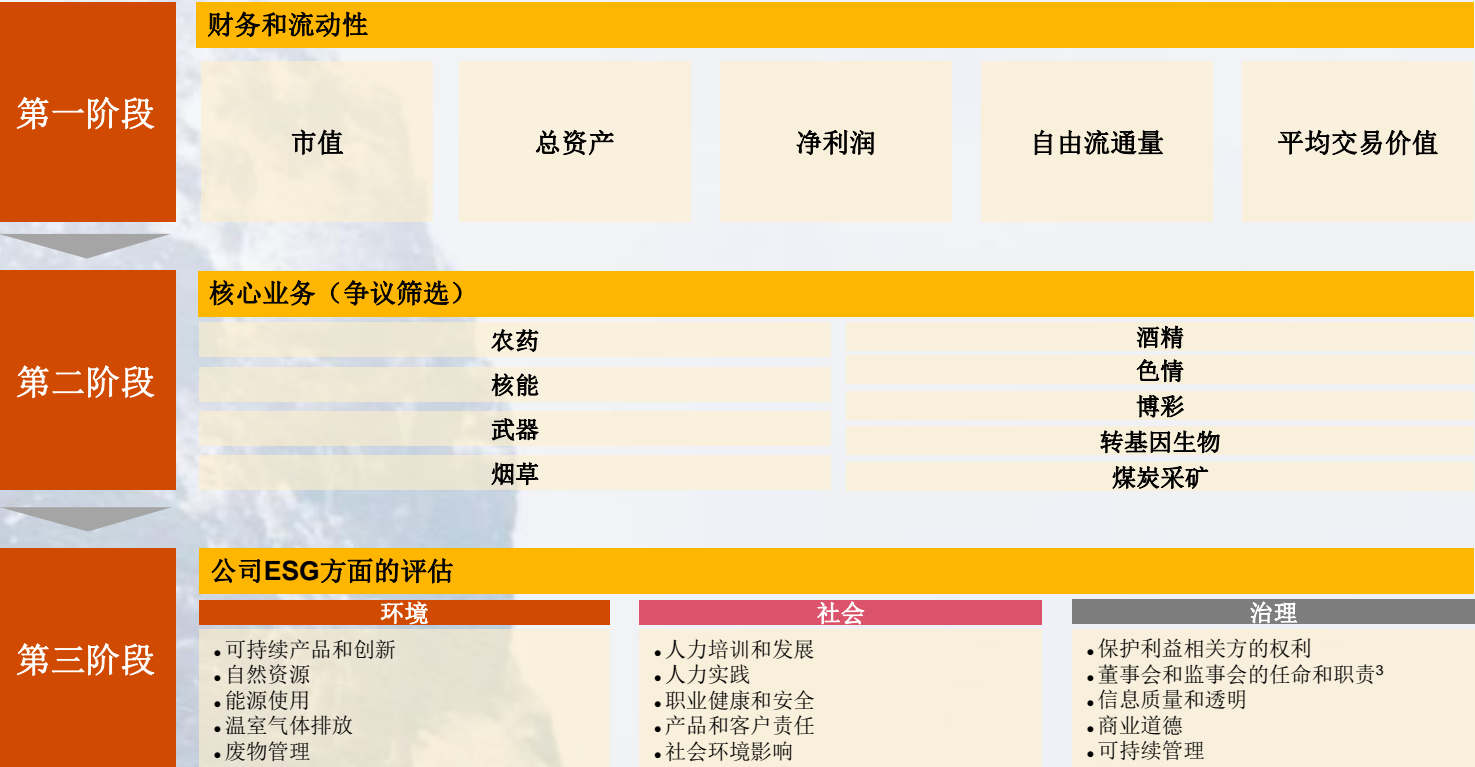 第一阶段
财务和流动性
市值
总资产
净利润
自由流通量
平均交易价值
第二阶段
核心业务（争议筛选）
农药
核能
武器
烟草
酒精
色情
博彩
转基因生物
煤炭采矿
第三阶段
公司ESG方面的评估
环境
•可持续产品和创新
•自然资源
•能源使用
•温室气体排放
•废物管理
社会
•人力培训和发展
•人力实践
•职业健康和安全
•产品和客户责任
•社会环境影响
治理
•保护利益相关方的权利
•董事会和监事会的任命和职责³
•信息质量和透明
•商业道德
•可持续管理